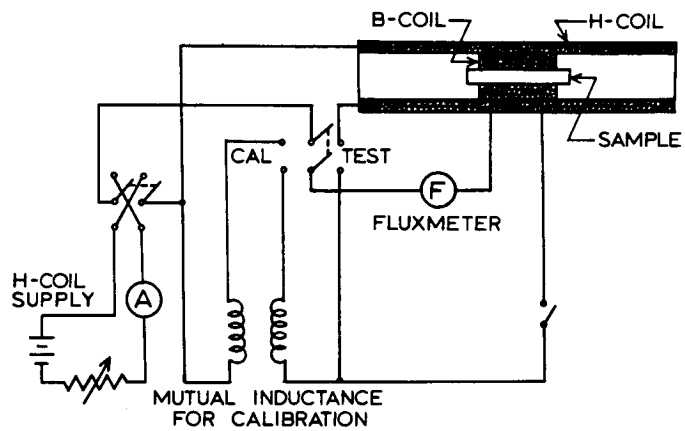 B-COIL
H-COIL
SAMPLE
CAL
TEST
F
FLUXMETER
H-COIL
SUPPLY
A
MUTUAL INDUCTANCE
FOR CALIBRATION